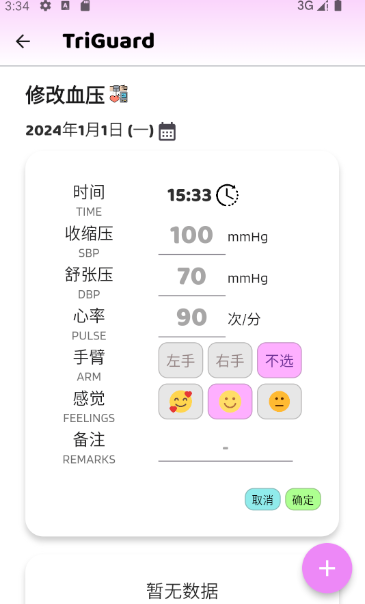 3:34 3G
TriGuard
修改血压
2024年1月1日 (一)
时间 15:33
TIME
收缩压 100 mmHg
SBP
舒张压 70 mmHg
DBP
心率 90 次/分
PULSE
手臂 左手 右手 不选
ARM
感觉
FEELINGS
备注 -
REMARKS
取消 确定
暂无数据